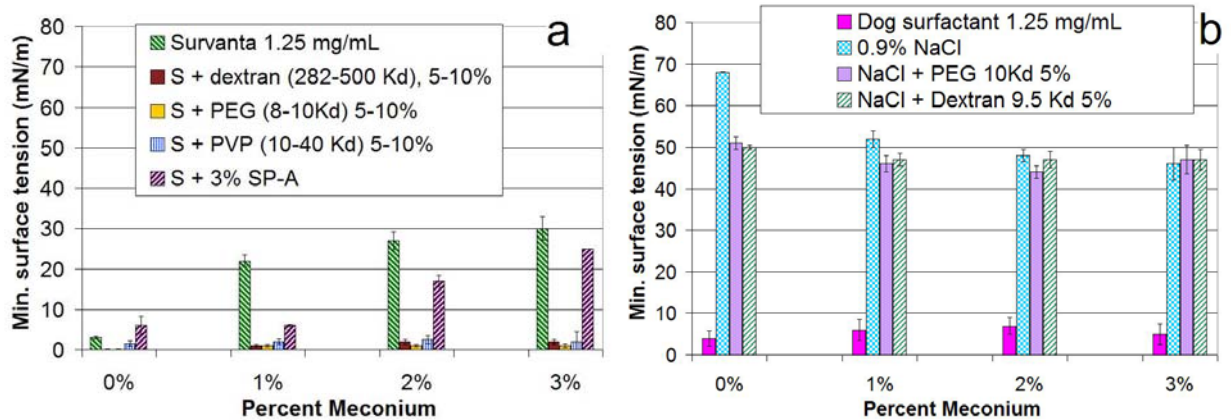 a
Min. surface tension (mN/m)
80
70
60
50
40
30
20
10
0
Survanta 1.25 mg/mL
S + dextran (282-500 Kd), 5-10%
S + PEG (8-10Kd) 5-10%
S + PVP (10-40 Kd) 5-10%
S + 3% SP-A
0% 1% 2% 3%
Percent Meconium
b
Min. surface tension (mN/m)
80
70
60
50
40
30
20
10
0
Dog surfactant 1.25 mg/mL
0.9% NaCl
NaCl + PEG 10Kd 5%
NaCl + Dextran 9.5 Kd 5%
0% 1% 2% 3%
Percent Meconium